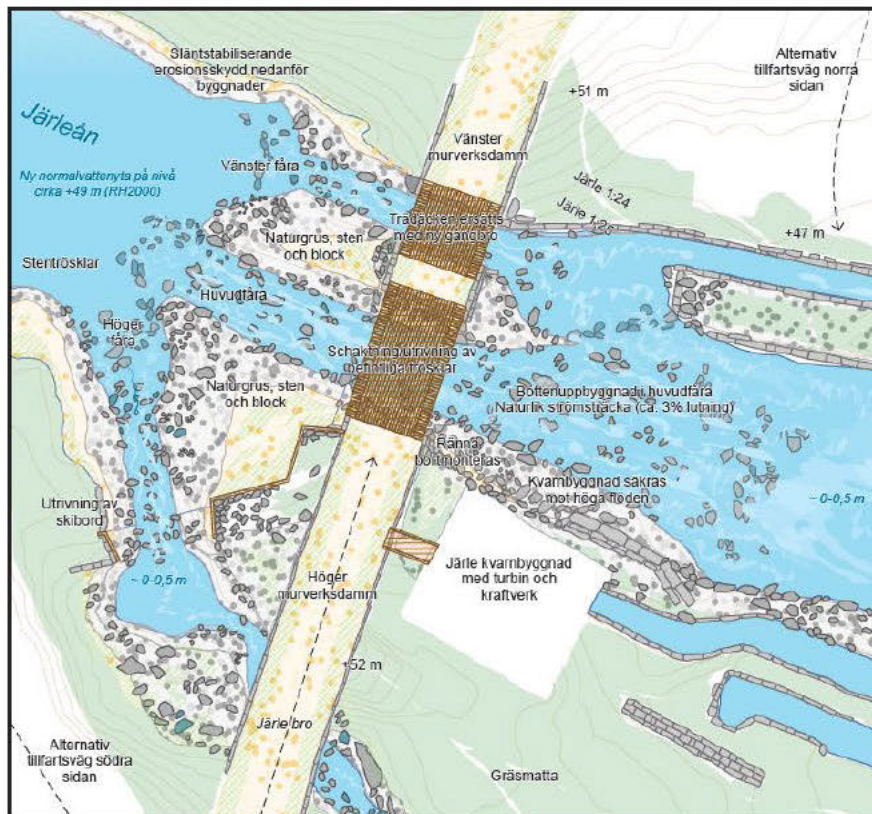 Släntstabiliserande
erosionsskydd nedanför
byggnader
Alternativ
tillfartsväg norra
sidan
+51 m
Järleån
Vänster
murverksdamm
Ny normalvattenyta på nivå
cirka +49 m (RH2000)
Vänster fåra
Järle 1:24
Järle 1:25
+47 m
Trädäcken ersätts
med ny gångbro
Naturgrus, sten
och block
Stentrösklar
Huvudfåra
Höger
fåra
Schaktning/utrivning av
befintliga trösklar
Naturgrus, sten
och block
Bottenuppbyggnad i huvudfåra
Naturlik strömsträcka (ca. 3% lutning)
Ränna
bortmonteras
Kvarnbyggnad säkras
mot höga flöden
~ 0-0,5 m
Utrivning av
skibord
Järle kvarnbyggnad
med turbin och
kraftverk
~ 0-0,5 m
Höger
murverksdamm
+52 m
Järle bro
Alternativ
tillfartsväg södra
sidan
Gräsmatta